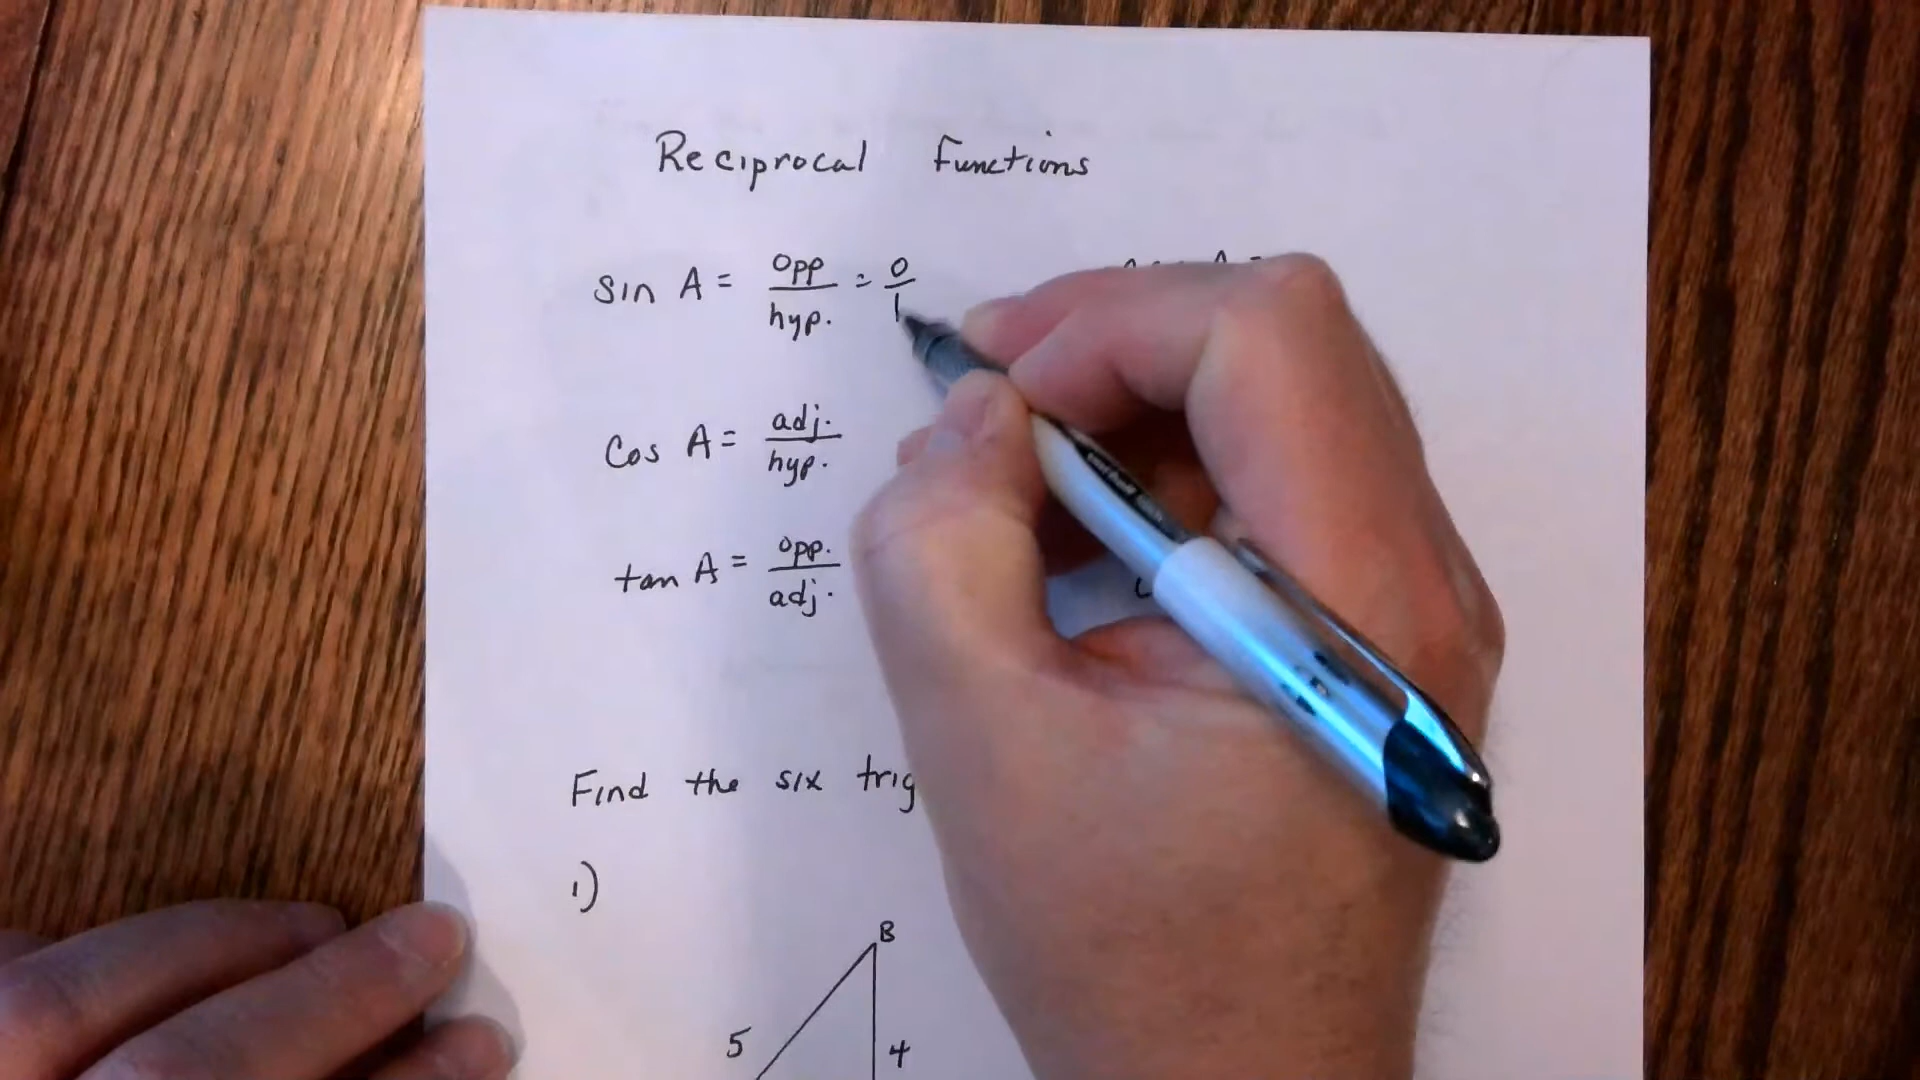 Reciprocal Functions
sin A = opp/hyp. = o/
cos A = adj./hyp.
tan A = opp./adj.
Find the six trig
1)
B
5 4